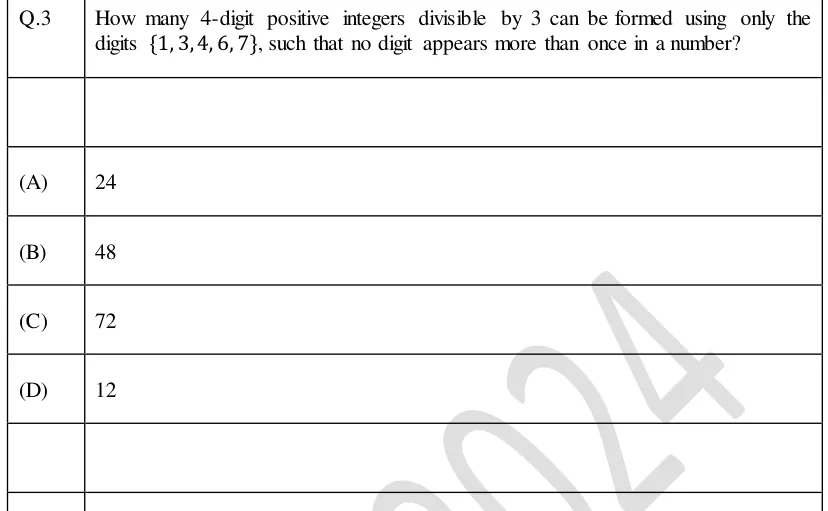 Q.3 How many 4-digit positive integers divisible by 3 can be formed using only the
digits {1, 3, 4, 6, 7}, such that no digit appears more than once in a number?
(A) 24
(B) 48
(C) 72
(D) 12
2024